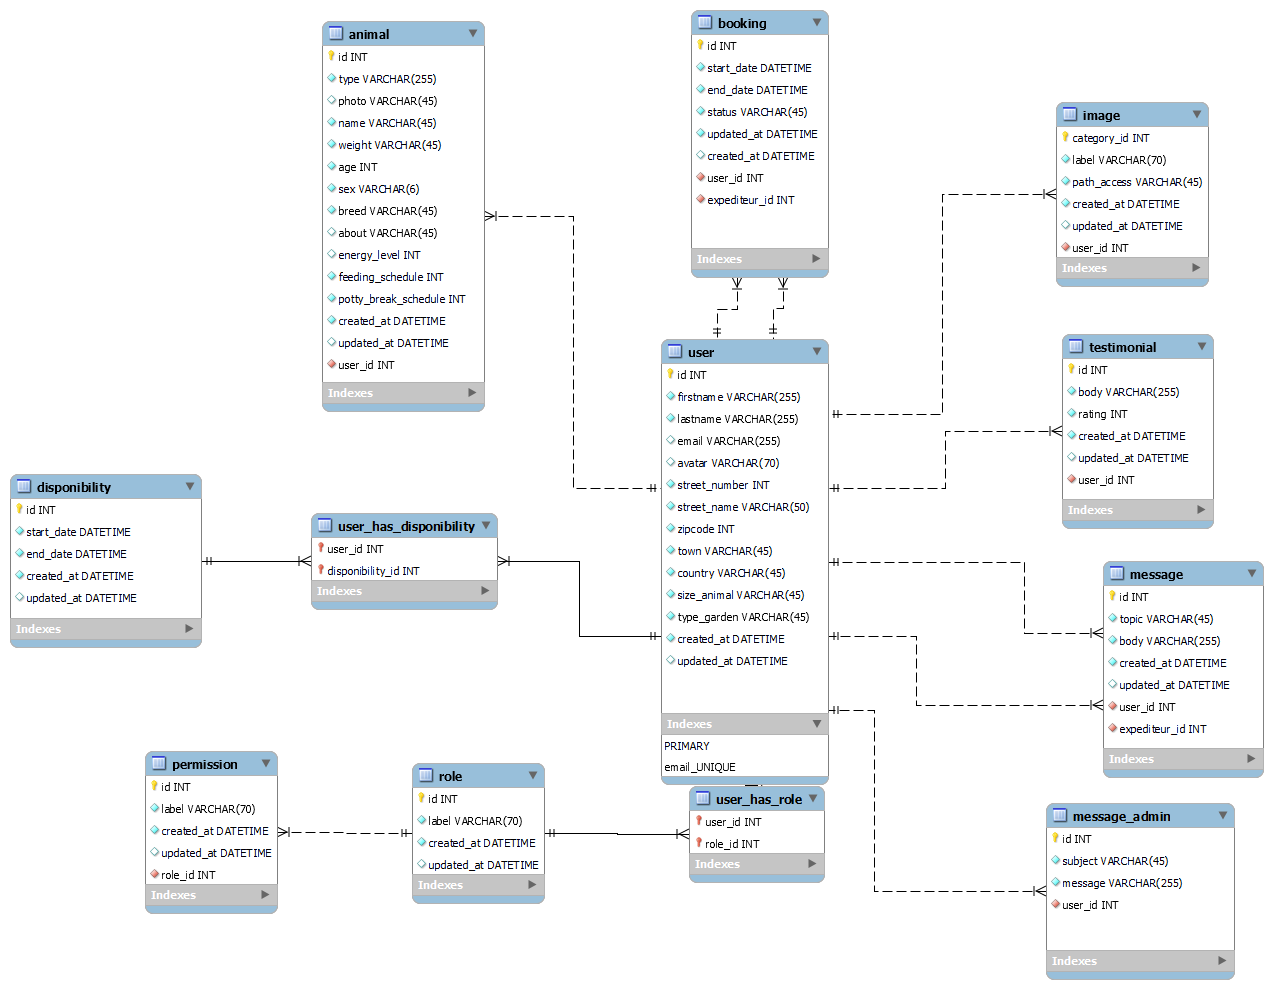 animal
id INT
type VARCHAR(255)
photo VARCHAR(45)
name VARCHAR(45)
weight VARCHAR(45)
age INT
sex VARCHAR(6)
breed VARCHAR(45)
about VARCHAR(45)
energy_level INT
feeding_schedule INT
potty_break_schedule INT
created_at DATETIME
updated_at DATETIME
user_id INT
Indexes
booking
id INT
start_date DATETIME
end_date DATETIME
status VARCHAR(45)
updated_at DATETIME
created_at DATETIME
user_id INT
expediteur_id INT
Indexes
image
category_id INT
label VARCHAR(70)
path_access VARCHAR(45)
created_at DATETIME
updated_at DATETIME
user_id INT
Indexes
user
id INT
firstname VARCHAR(255)
lastname VARCHAR(255)
email VARCHAR(255)
avatar VARCHAR(70)
street_number INT
street_name VARCHAR(50)
zipcode INT
town VARCHAR(45)
country VARCHAR(45)
size_animal VARCHAR(45)
type_garden VARCHAR(45)
created_at DATETIME
updated_at DATETIME
Indexes
PRIMARY
email_UNIQUE
testimonial
id INT
body VARCHAR(255)
rating INT
created_at DATETIME
updated_at DATETIME
user_id INT
Indexes
disponibility
id INT
start_date DATETIME
end_date DATETIME
created_at DATETIME
updated_at DATETIME
Indexes
user_has_disponibility
user_id INT
disponibility_id INT
Indexes
message
id INT
topic VARCHAR(45)
body VARCHAR(255)
created_at DATETIME
updated_at DATETIME
user_id INT
expediteur_id INT
Indexes
permission
id INT
label VARCHAR(70)
created_at DATETIME
updated_at DATETIME
role_id INT
Indexes
role
id INT
label VARCHAR(70)
created_at DATETIME
updated_at DATETIME
Indexes
user_has_role
user_id INT
role_id INT
Indexes
message_admin
id INT
subject VARCHAR(45)
message VARCHAR(255)
user_id INT
Indexes